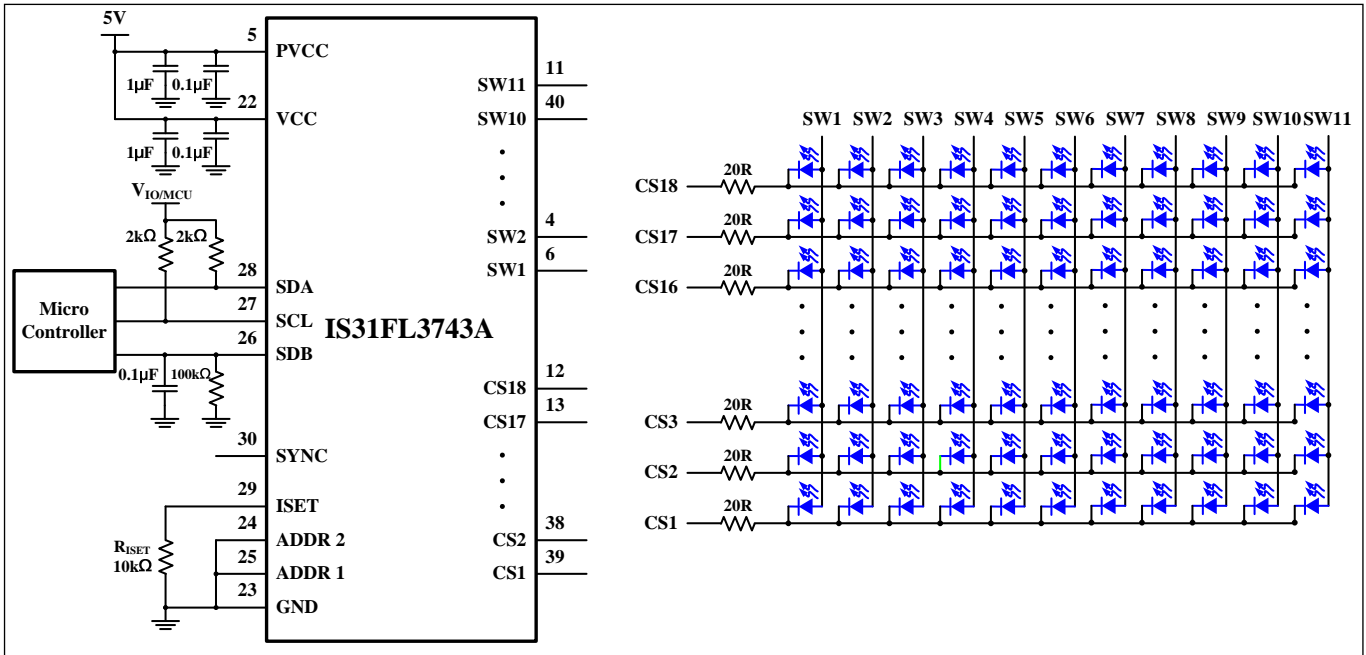 5V
5
PVCC
1μF
0.1μF
22
VCC
1μF
0.1μF
V_IO/MCU
2kΩ
2kΩ
28
SDA
27
SCL
26
SDB
Micro
Controller
0.1μF
100kΩ
30
SYNC
29
ISET
24
ADDR 2
25
ADDR 1
23
GND
R_ISET
10kΩ
IS31FL3743A
11
SW11
40
SW10
4
SW2
6
SW1
12
CS18
13
CS17
38
CS2
39
CS1
SW1 SW2 SW3 SW4 SW5 SW6 SW7 SW8 SW9 SW10 SW11
20R
CS18
20R
CS17
20R
CS16
20R
CS3
20R
CS2
20R
CS1